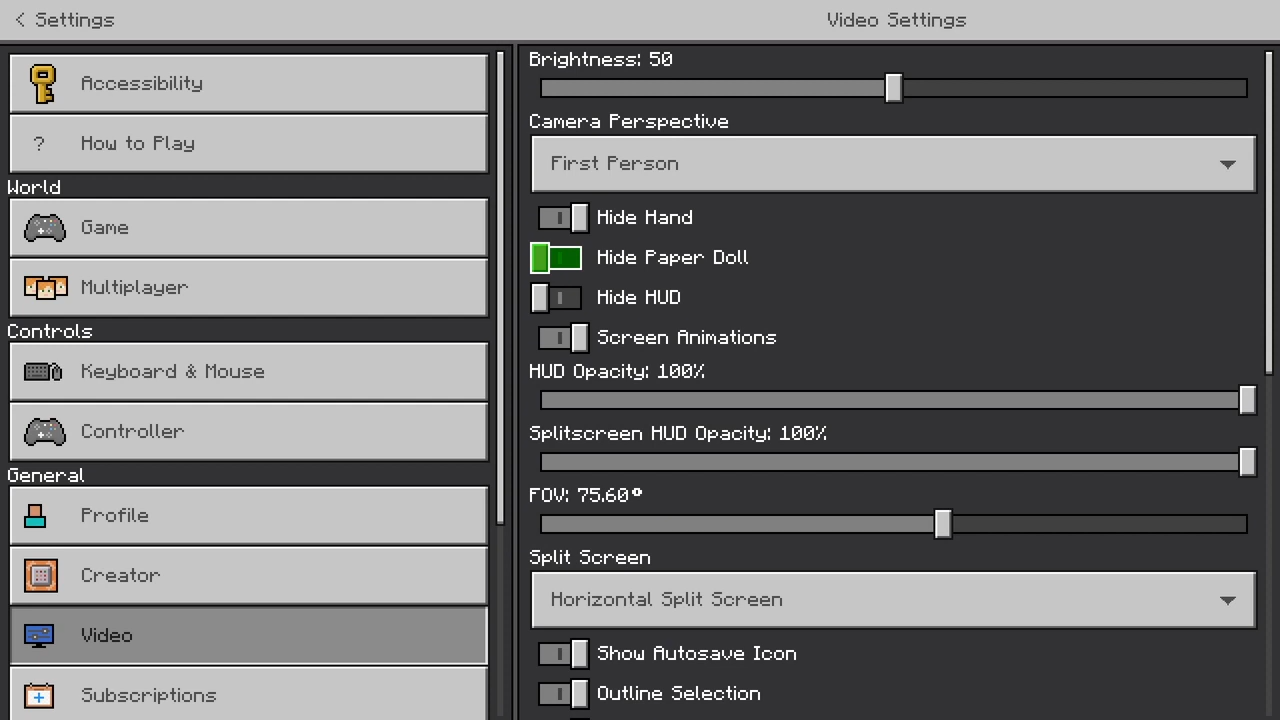 Settings
Video Settings
Accessibility
? How to Play
World
Game
Multiplayer
Controls
Keyboard & Mouse
Controller
General
Profile
Creator
Video
Subscriptions
Brightness: 50
Camera Perspective
First Person
Hide Hand
Hide Paper Doll
Hide HUD
Screen Animations
HUD Opacity: 100%
Splitscreen HUD Opacity: 100%
FOV: 75.60°
Split Screen
Horizontal Split Screen
Show Autosave Icon
Outline Selection